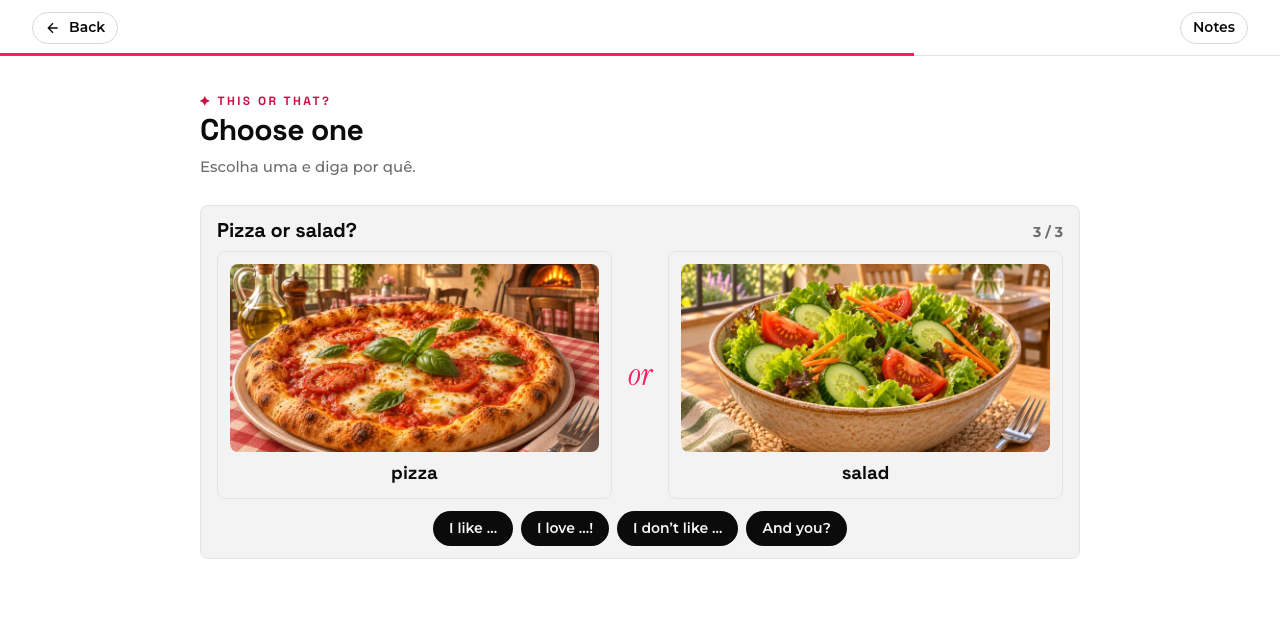 Back
Notes
THIS OR THAT?
Choose one
Escolha uma e diga por quê.
Pizza or salad?
3 / 3
or
pizza
salad
I like ...
I love ...!
I don't like ...
And you?